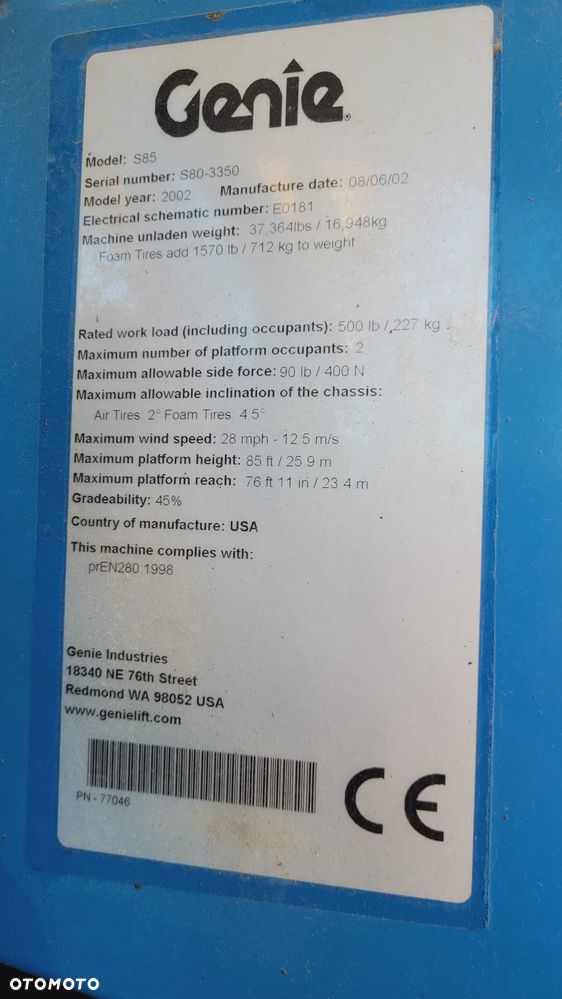 Genie
Model: S85
Serial number: S80-3350
Model year: 2002 Manufacture date: 08/06/02
Electrical schematic number: E0181
Machine unladen weight: 37,364lbs / 16,948kg
Foam Tires add 1570 lb / 712 kg to weight
Rated work load (including occupants): 500 lb / 227 kg
Maximum number of platform occupants: 2
Maximum allowable side force: 90 lb / 400 N
Maximum allowable inclination of the chassis:
Air Tires: 2° Foam Tires: 4.5°
Maximum wind speed: 28 mph - 12.5 m/s
Maximum platform height: 85 ft / 25.9 m
Maximum platform reach: 76 ft 11 in / 23.4 m
Gradeability: 45%
Country of manufacture: USA
This machine complies with:
prEN280:1998
Genie Industries
18340 NE 76th Street
Redmond WA 98052 USA
www.genielift.com
PN - 77046
CE
OTOMOTO